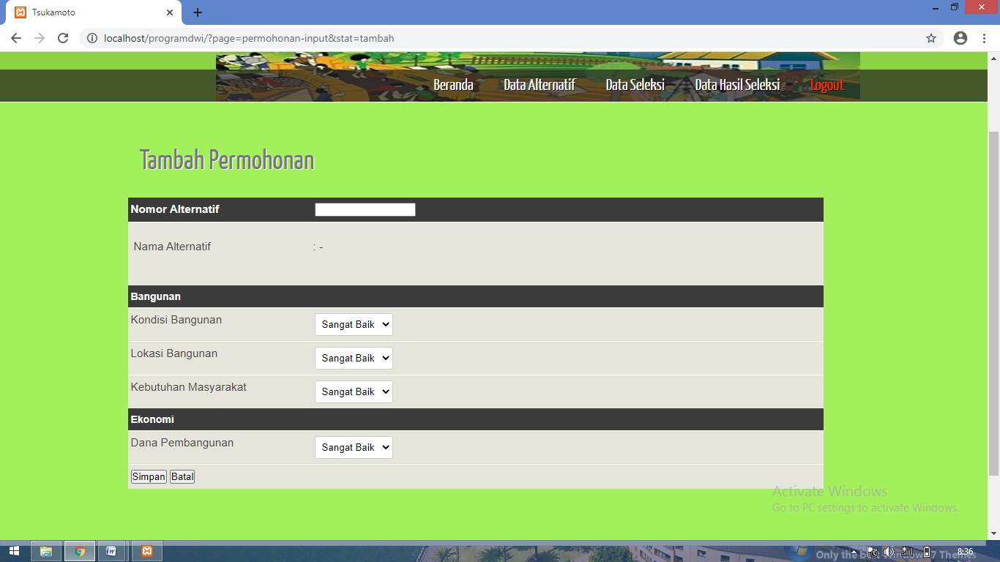 Tsukamoto
localhost/programdwi/?page=permohonan-input&stat=tambah
Beranda Data Alternatif Data Seleksi Data Hasil Seleksi Logout
Tambah Permohonan
Nomor Alternatif
Nama Alternatif : -
Bangunan
Kondisi Bangunan Sangat Baik
Lokasi Bangunan Sangat Baik
Kebutuhan Masyarakat Sangat Baik
Ekonomi
Dana Pembangunan Sangat Baik
Simpan Batal
Activate Windows
Go to PC settings to activate Windows.
Only the best Windows 7 Themes
8:36